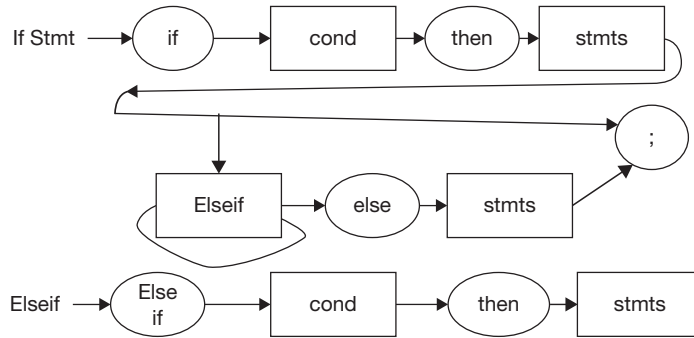 If Stmt if cond then stmts
;
Elseif else stmts
Elseif Else if cond then stmts